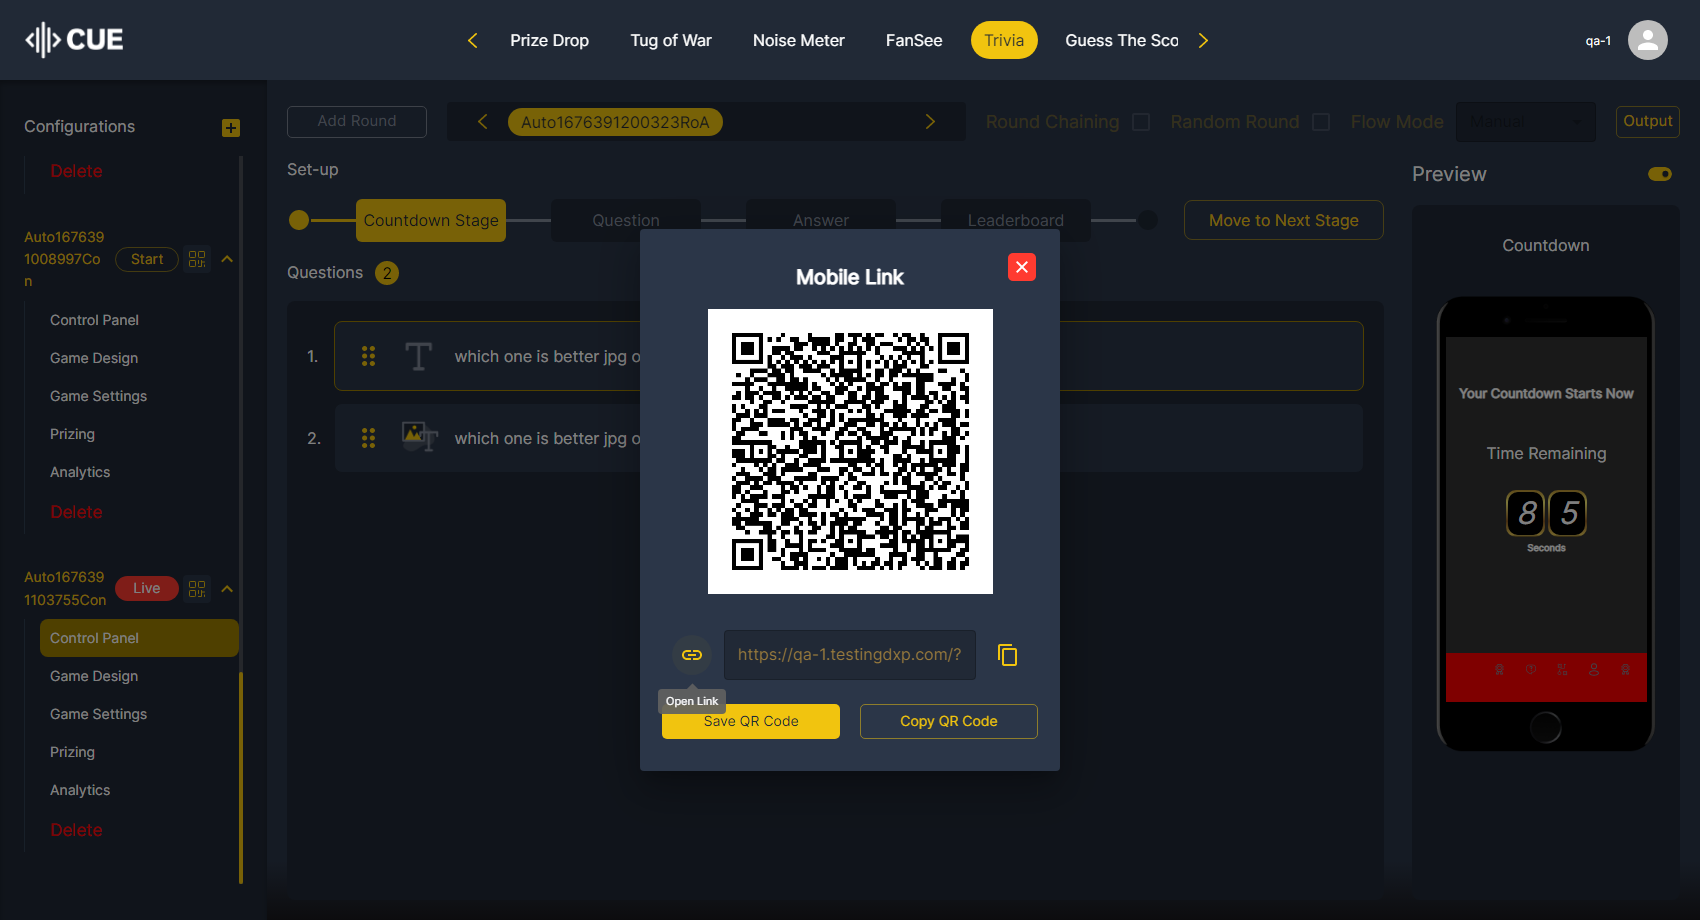 CUE
Prize Drop
Tug of War
Noise Meter
FanSee
Trivia
Guess The Sco
qa-1
Configurations
Delete
Auto167639
1008997Co
n
Start
Control Panel
Game Design
Game Settings
Prizing
Analytics
Delete
Auto167639
1103755Con
Live
Control Panel
Game Design
Game Settings
Prizing
Analytics
Delete
Add Round
Auto1676391200323RoA
Round Chaining
Random Round
Flow Mode
Manual
Output
Set-up
Countdown Stage
Question
Answer
Leaderboard
Move to Next Stage
Questions 2
1. which one is better jpg o
2. which one is better jpg o
Mobile Link
https://qa-1.testingdxp.com/?
Open Link
Save QR Code
Copy QR Code
Preview
Countdown
Your Countdown Starts Now
Time Remaining
8 5
Seconds